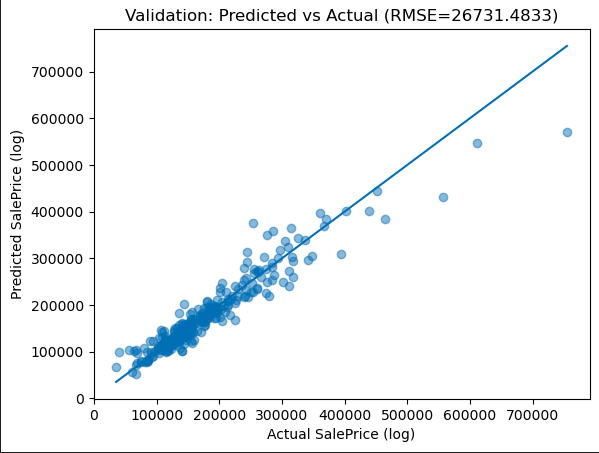 Validation: Predicted vs Actual (RMSE=26731.4833)
Predicted SalePrice (log)
700000
600000
500000
400000
300000
200000
100000
0
0 100000 200000 300000 400000 500000 600000 700000
Actual SalePrice (log)